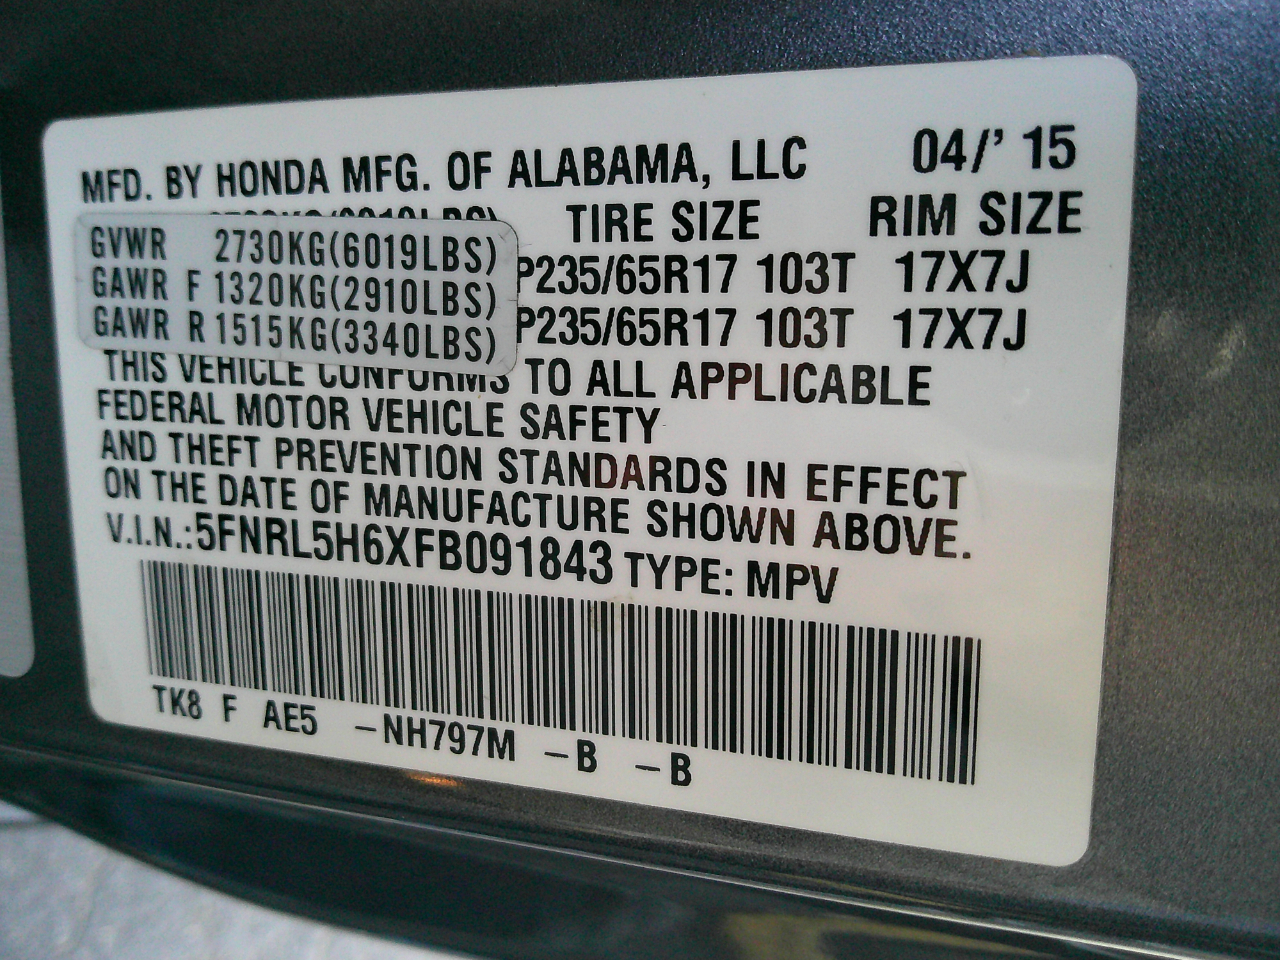 MFD. BY HONDA MFG. OF ALABAMA, LLC 04/' 15
TIRE SIZE RIM SIZE
GVWR 2730KG(6019LBS)
GAWR F 1320KG(2910LBS) P235/65R17 103T 17X7J
GAWR R 1515KG(3340LBS) P235/65R17 103T 17X7J
THIS VEHICLE CONFORMS TO ALL APPLICABLE
FEDERAL MOTOR VEHICLE SAFETY
AND THEFT PREVENTION STANDARDS IN EFFECT
ON THE DATE OF MANUFACTURE SHOWN ABOVE.
V.I.N.:5FNRL5H6XFB091843 TYPE: MPV
TK8 F AE5 -NH797M -B -B